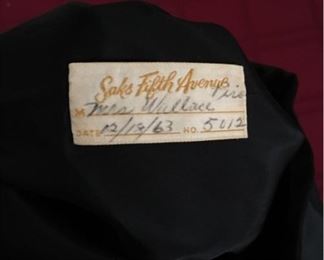 Saks Fifth Avenue
M Mrs Wallace
DATE 12/13/63 NO. 5012